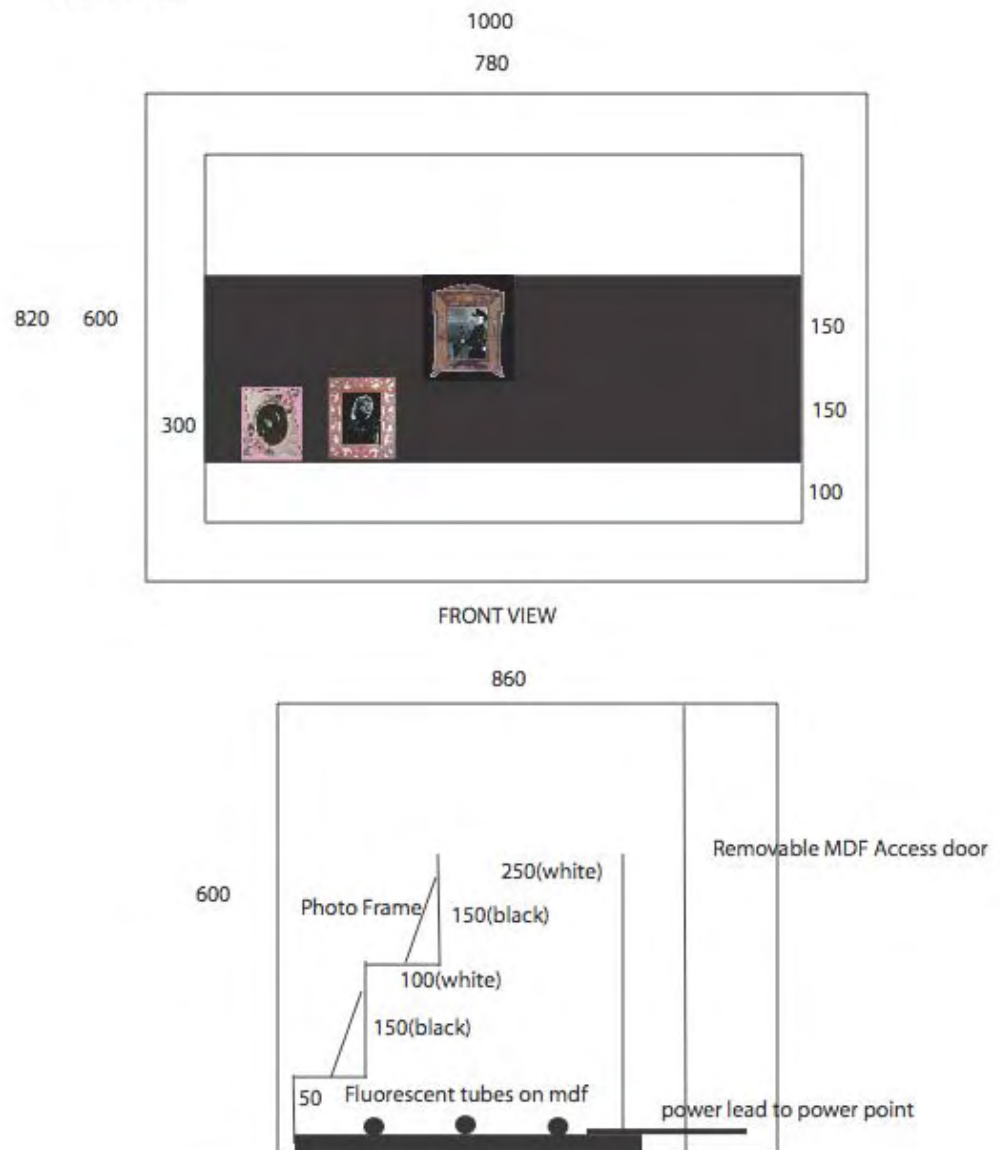 1000
780
820 600
150
150
300
100
FRONT VIEW
860
Removable MDF Access door
250(white)
600
Photo Frame
150(black)
100(white)
150(black)
50
Fluorescent tubes on mdf
power lead to power point